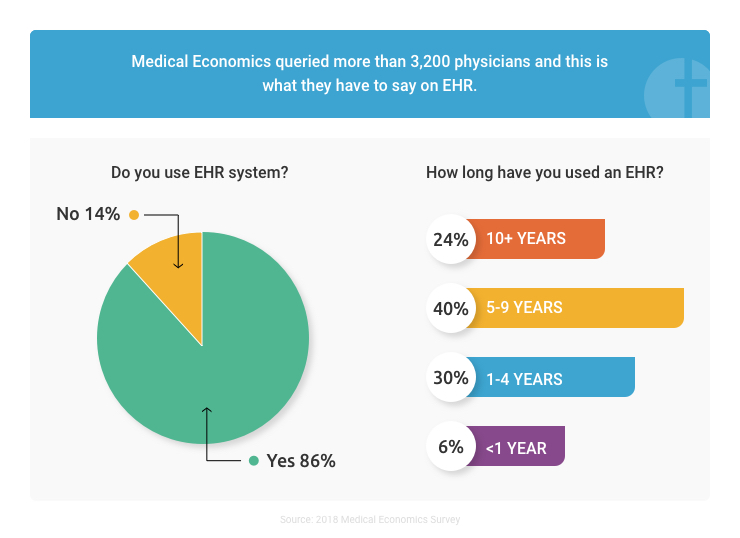 Medical Economics queried more than 3,200 physicians and this is
what they have to say on EHR.
Do you use EHR system?
No 14%
Yes 86%
How long have you used an EHR?
24% 10+ YEARS
40% 5-9 YEARS
30% 1-4 YEARS
6% <1 YEAR
Source: 2018 Medical Economics Survey